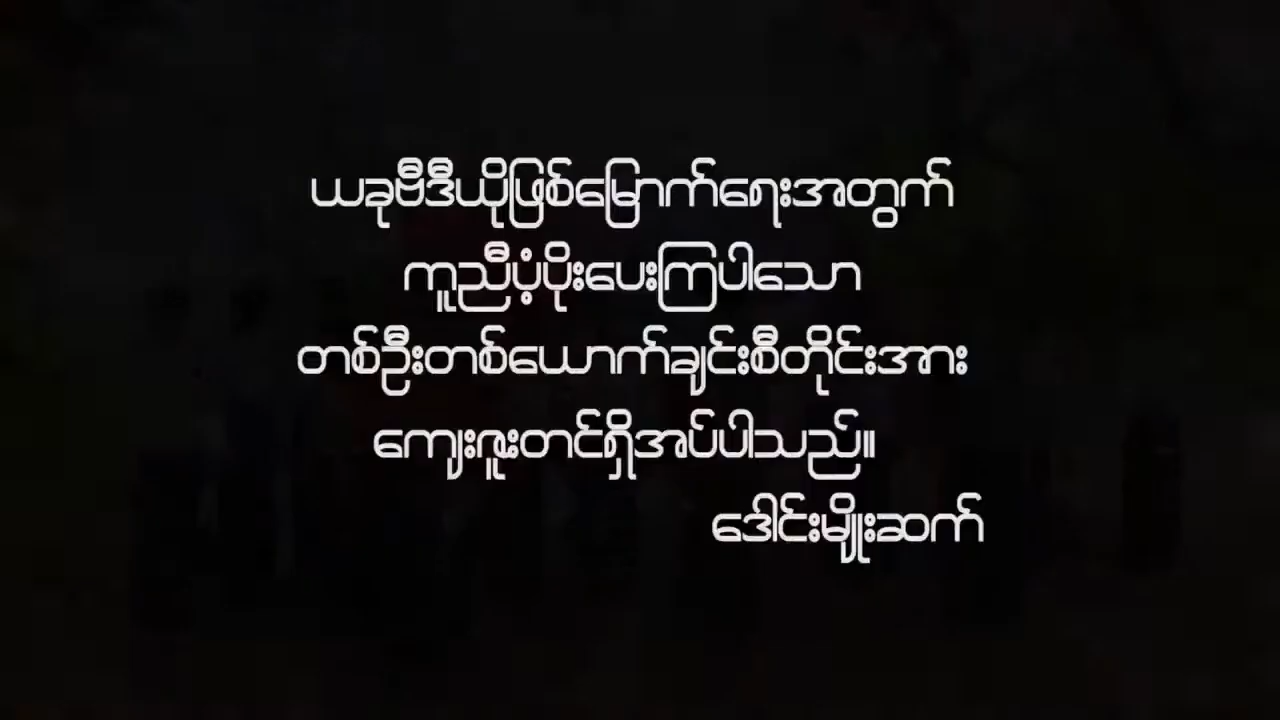 ယခုဗီဒီယိုဖြစ်မြောက်ရေးအတွက်
ကူညီပံ့ပိုးပေးကြပါသော
တစ်ဦးတစ်ယောက်ချင်းစီတိုင်းအား
ကျေးဇူးတင်ရှိအပ်ပါသည်။
ဒေါင်းမျိုးဆက်